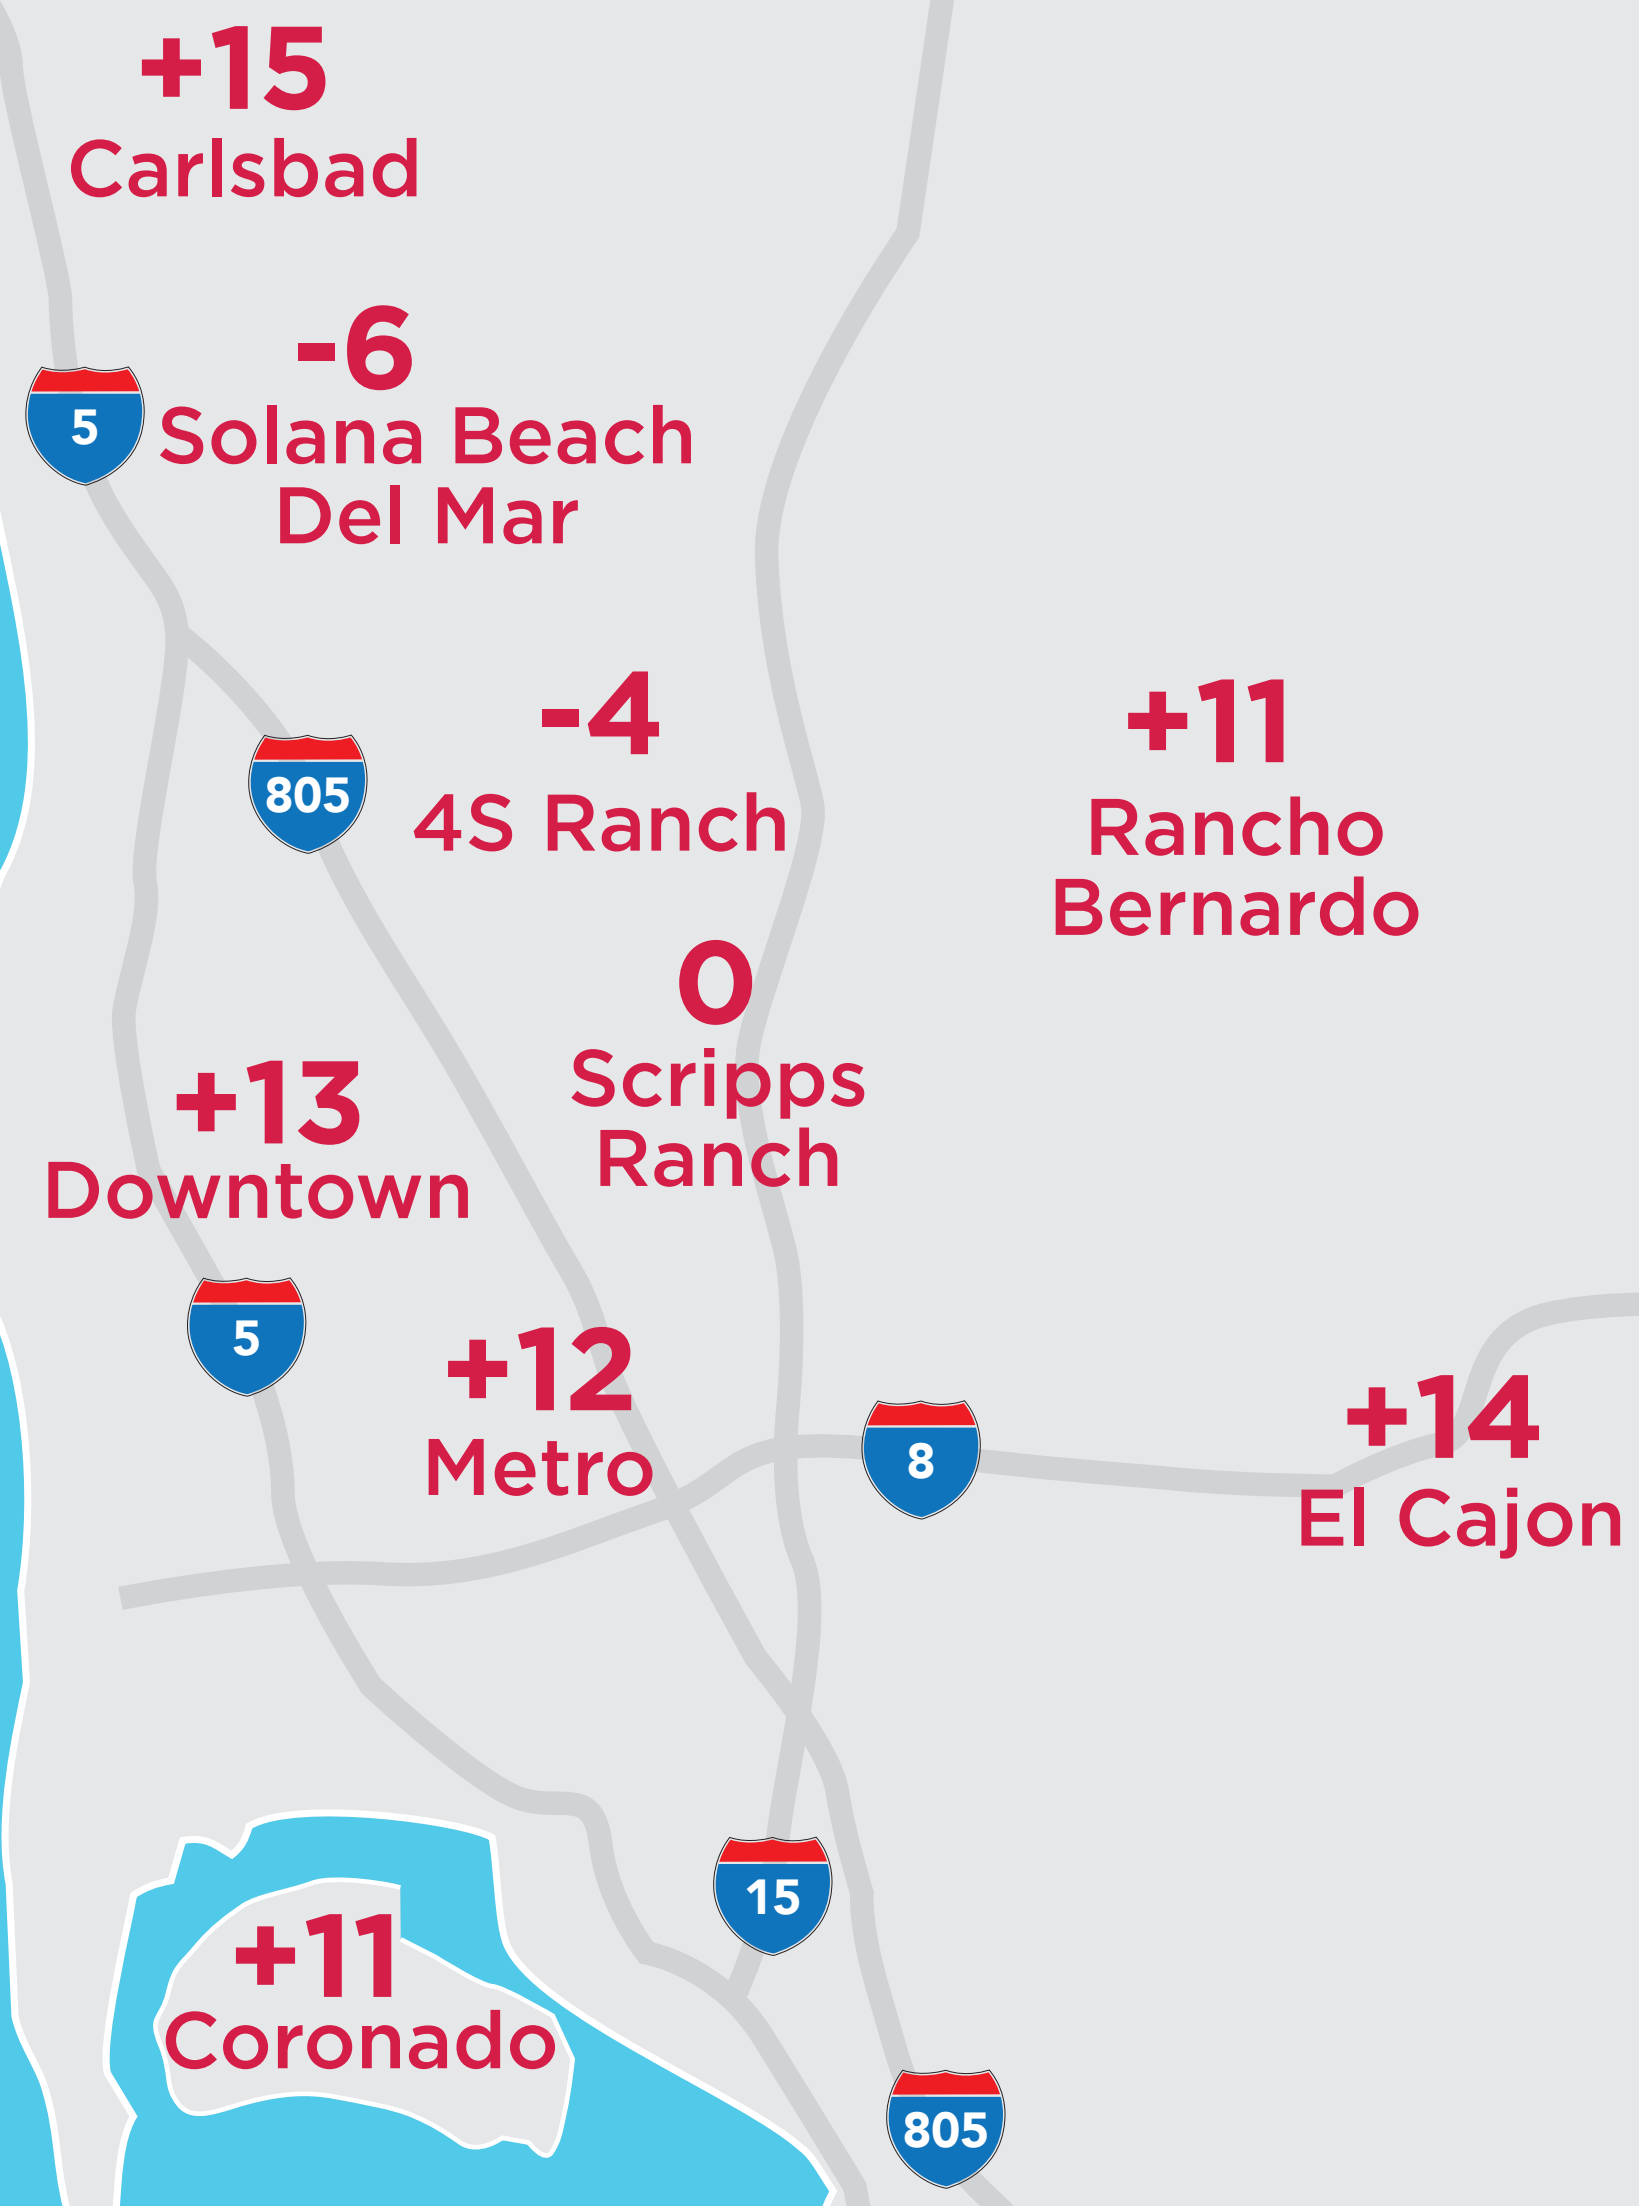 +15
Carlsbad
-6
5
Solana Beach
Del Mar
-4
+11
805
4S Ranch
Rancho
Bernardo
0
Scripps
Ranch
+13
Downtown
5
+12
Metro
8
+14
El Cajon
15
+11
Coronado
805